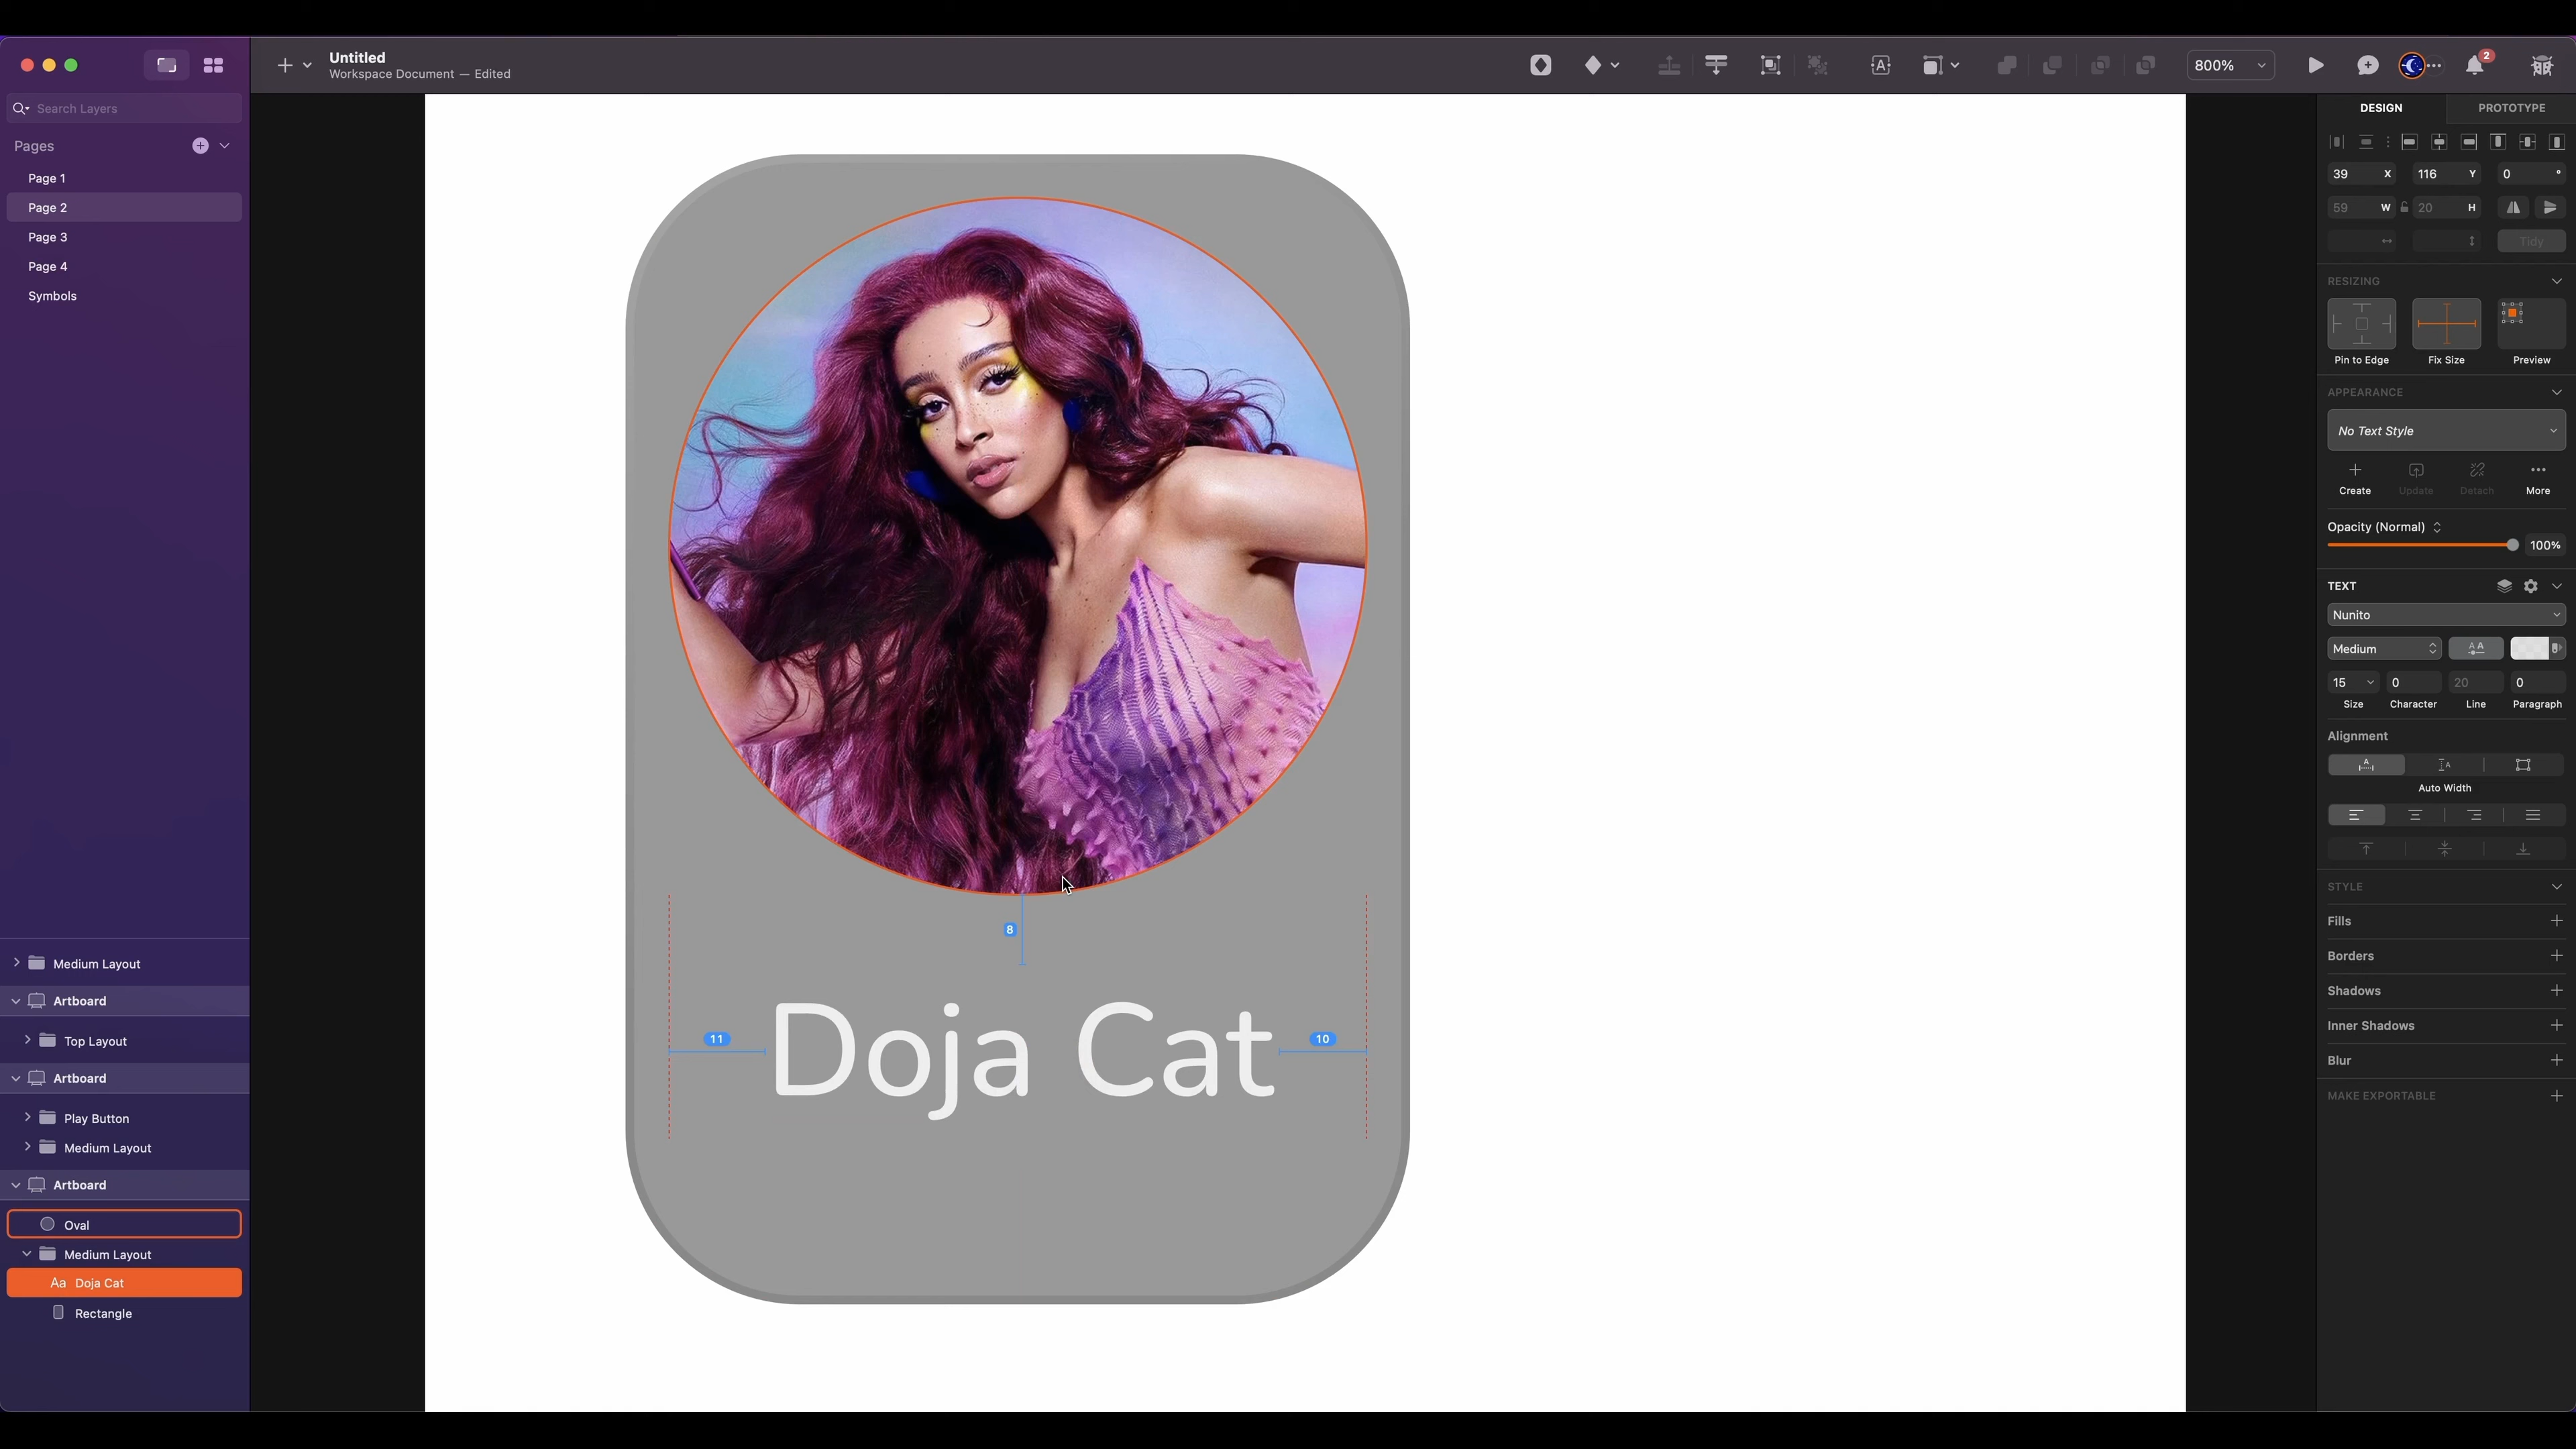 Untitled
Workspace Document — Edited
800%
2
Search Layers
Pages
Page 1
Page 2
Page 3
Page 4
Symbols
Medium Layout
Artboard
Top Layout
Artboard
Play Button
Medium Layout
Artboard
Oval
Medium Layout
Aa Doja Cat
Rectangle
8
11
10
Doja Cat
DESIGN
PROTOTYPE
39 X
116 Y
0 °
59 W
20 H
Tidy
RESIZING
Pin to Edge
Fix Size
Preview
APPEARANCE
No Text Style
Create
Update
Detach
More
Opacity (Normal)
100%
TEXT
Nunito
Medium
15
0
20
0
Size
Character
Line
Paragraph
Alignment
Auto Width
STYLE
Fills
Borders
Shadows
Inner Shadows
Blur
MAKE EXPORTABLE